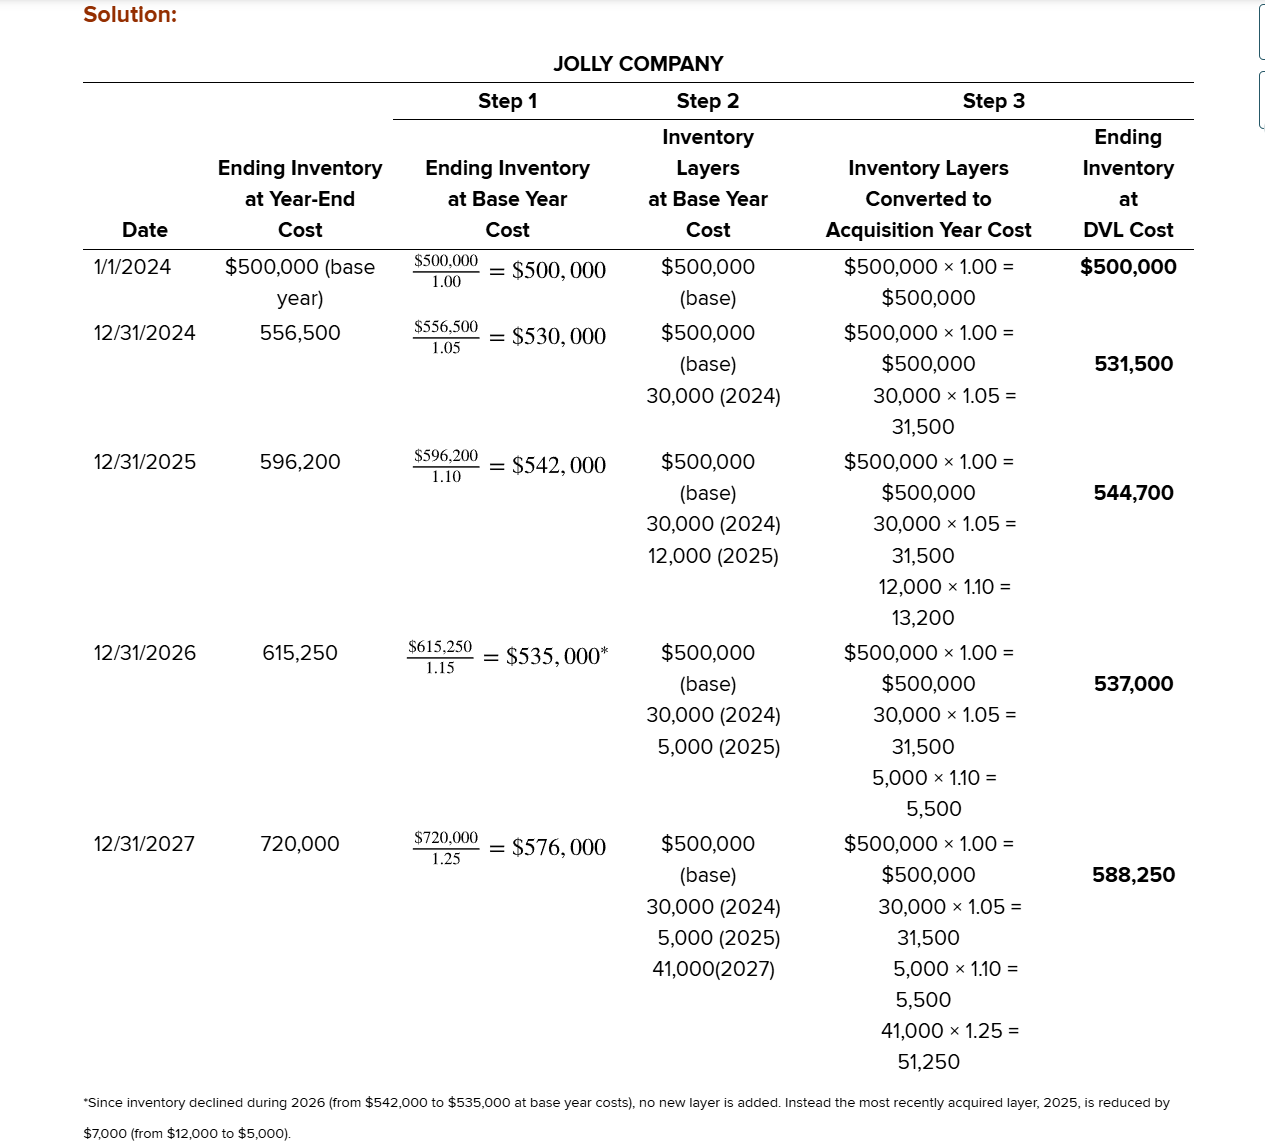 Solution:
JOLLY COMPANY
Step 1 Step 2 Step 3
Inventory Ending
Ending Inventory Ending Inventory Layers Inventory Layers Inventory
at Year-End at Base Year at Base Year Converted to at
Date Cost Cost Cost Acquisition Year Cost DVL Cost
1/1/2024 $500,000 (base $500,000/1.00 = $500,000 $500,000 $500,000 × 1.00 = $500,000
year) (base) $500,000
12/31/2024 556,500 $556,500/1.05 = $530,000 $500,000 $500,000 × 1.00 =
(base) $500,000 531,500
30,000 (2024) 30,000 × 1.05 =
31,500
12/31/2025 596,200 $596,200/1.10 = $542,000 $500,000 $500,000 × 1.00 =
(base) $500,000 544,700
30,000 (2024) 30,000 × 1.05 =
12,000 (2025) 31,500
12,000 × 1.10 =
13,200
12/31/2026 615,250 $615,250/1.15 = $535,000* $500,000 $500,000 × 1.00 =
(base) $500,000 537,000
30,000 (2024) 30,000 × 1.05 =
5,000 (2025) 31,500
5,000 × 1.10 =
5,500
12/31/2027 720,000 $720,000/1.25 = $576,000 $500,000 $500,000 × 1.00 =
(base) $500,000 588,250
30,000 (2024) 30,000 × 1.05 =
5,000 (2025) 31,500
41,000(2027) 5,000 × 1.10 =
5,500
41,000 × 1.25 =
51,250
*Since inventory declined during 2026 (from $542,000 to $535,000 at base year costs), no new layer is added. Instead the most recently acquired layer, 2025, is reduced by
$7,000 (from $12,000 to $5,000).